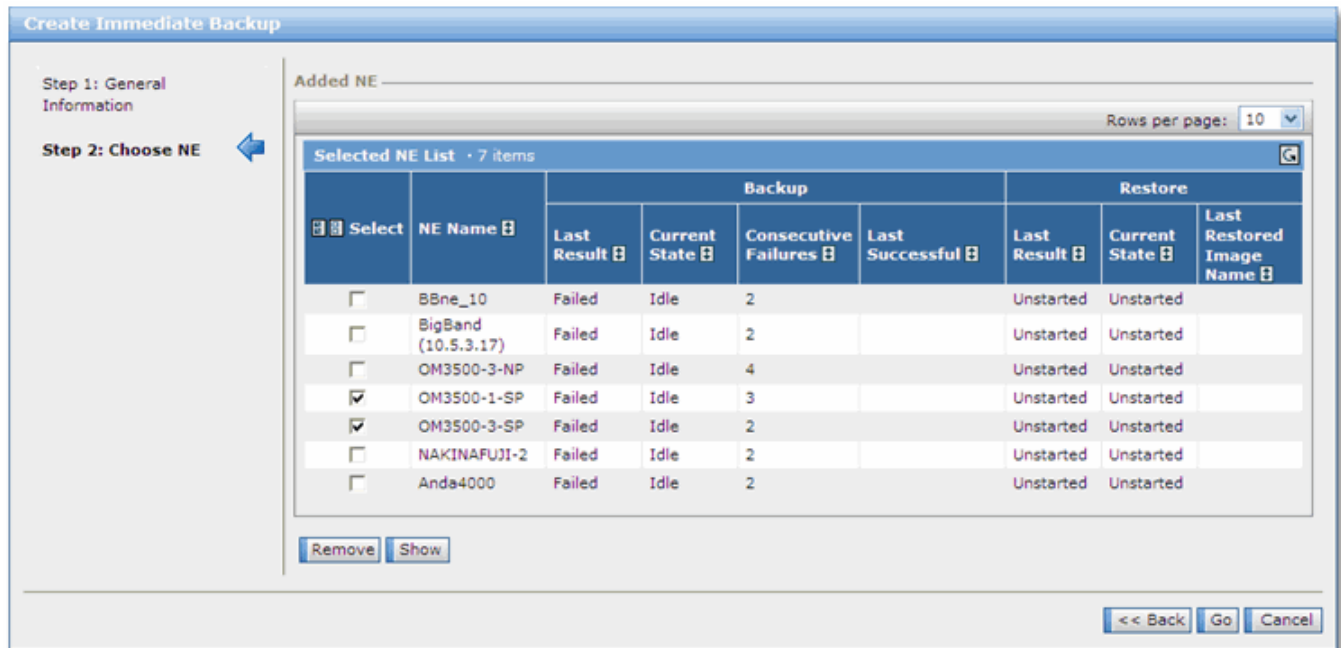 Create Immediate Backup
Step 1: General
Information
Step 2: Choose NE
Added NE
Rows per page: 10
Selected NE List · 7 items
Backup Restore
Select NE Name Last Result Current State Consecutive Failures Last Successful Last Result Current State Last Restored Image Name
BBne_10 Failed Idle 2 Unstarted Unstarted
BigBand (10.5.3.17) Failed Idle 2 Unstarted Unstarted
OM3500-3-NP Failed Idle 4 Unstarted Unstarted
OM3500-1-SP Failed Idle 3 Unstarted Unstarted
OM3500-3-SP Failed Idle 2 Unstarted Unstarted
NAKINAFUJI-2 Failed Idle 2 Unstarted Unstarted
Anda4000 Failed Idle 2 Unstarted Unstarted
Remove Show
<< Back Go Cancel